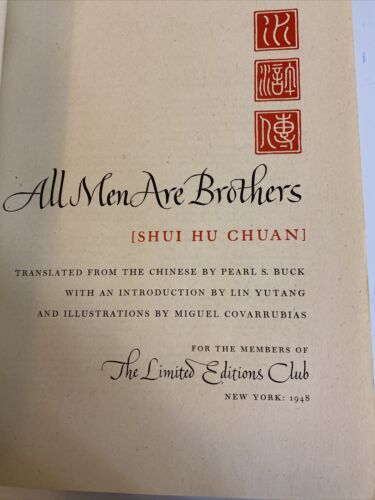 水
滸
傳
All Men Are Brothers
[SHUI HU CHUAN]
TRANSLATED FROM THE CHINESE BY PEARL S. BUCK
WITH AN INTRODUCTION BY LIN YUTANG
AND ILLUSTRATIONS BY MIGUEL COVARRUBIAS
FOR THE MEMBERS OF
The Limited Editions Club
NEW YORK: 1948